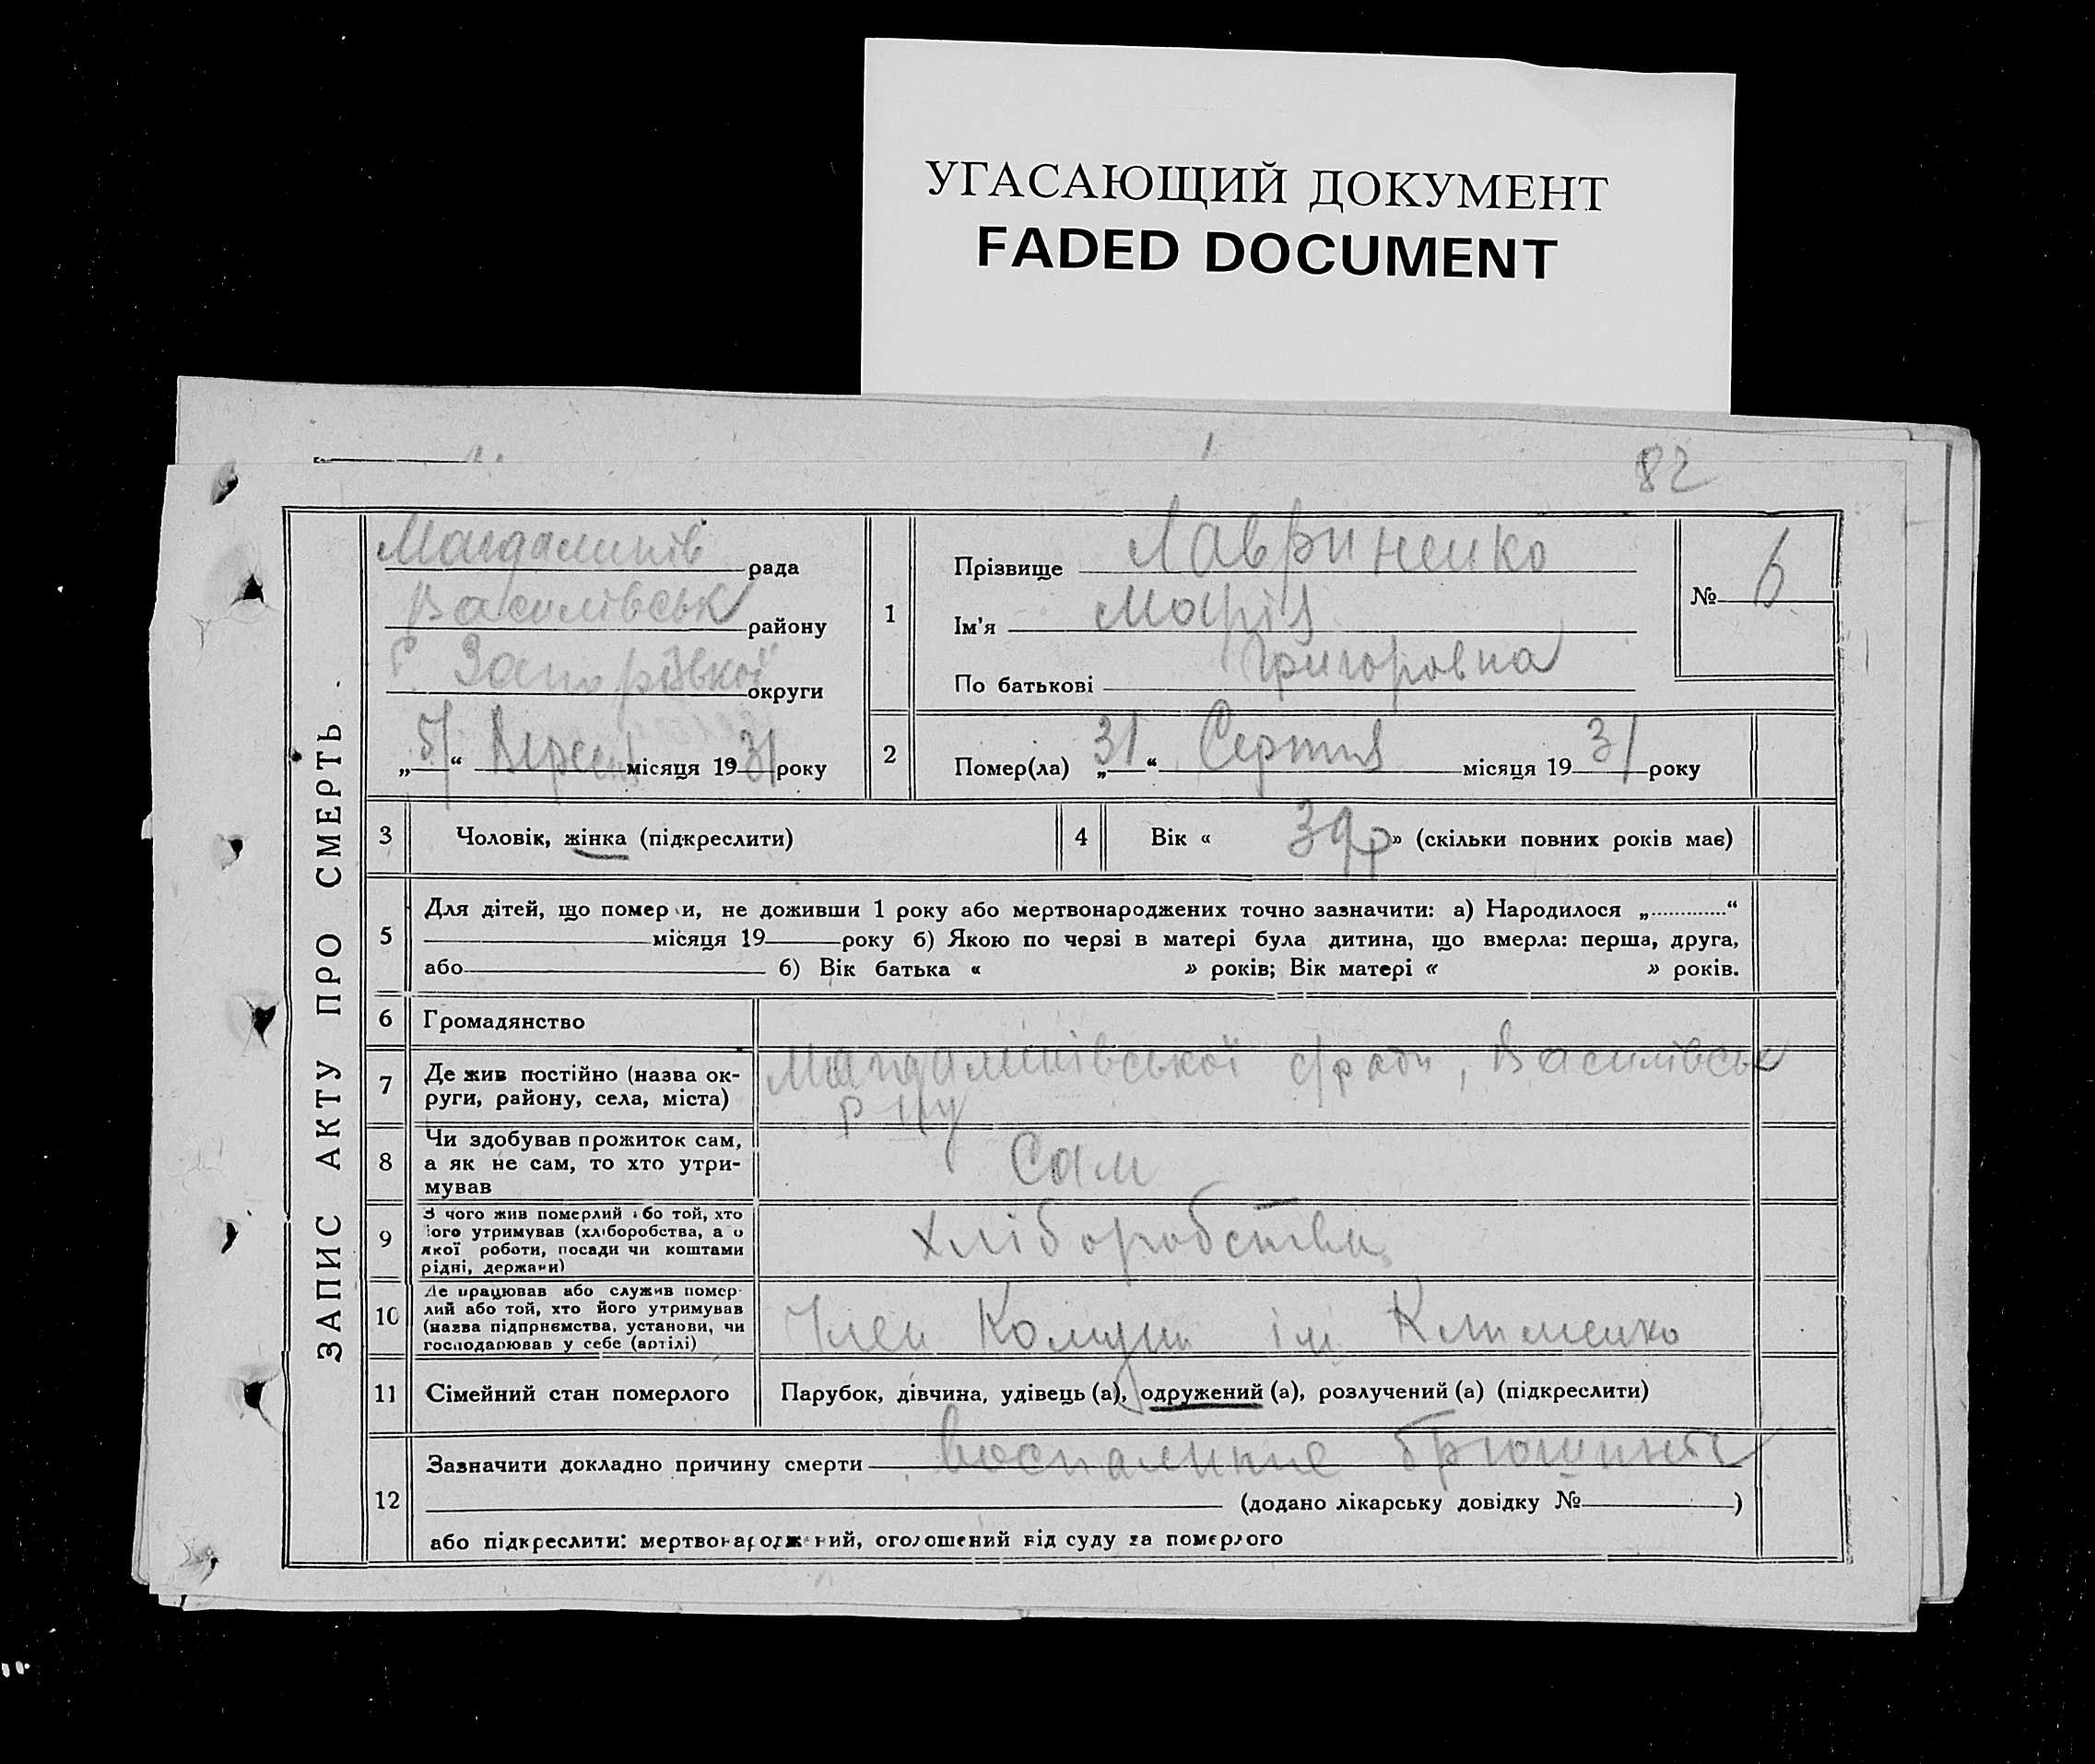 УГАСАЮЩИЙ ДОКУМЕНТ
FADED DOCUMENT
82
ЗАПИС АКТУ ПРО СМЕРТЬ
Магдалинів рада
Василівськ району
Запорізької округи
„5“ Вересня місяця 1931 року
1
Прізвище Лавриненко
Ім'я Марія
По батькові Григоровна
№ 6
2
Помер(ла) „31“ Серпня місяця 1931 року
3 Чоловік, жінка (підкреслити)
4 Вік « 39 р » (скільки повних років має)
5
Для дітей, що померли, не доживши 1 року або мертвонароджених точно зазначити: а) Народилося „............“
місяця 19 року б) Якою по черзі в матері була дитина, що вмерла: перша, друга,
або б) Вік батька « » років; Вік матері « » років.
6 Громадянство
7 Де жив постійно (назва ок-
руги, району, села, міста)
Магдалинівської с/ради, Василівськ
р-ну
8 Чи здобував прожиток сам,
а як не сам, то хто утри-
мував
Сам
9 З чого жив померлий або той, хто
його утримував (хліборобства, а о
якої роботи, посади чи коштами
рідні, держави)
хліборобства
10 Де працював або служив помер-
лий або той, хто його утримував
(назва підприємства, установи, чи
господарював у себе (артілі)
Член Комуни ім Клименко
11 Сімейний стан померлого Парубок, дівчина, удівець (а), одружений (а), розлучений (а) (підкреслити)
12
Зазначити докладно причину смерти воспаление брюшины
(додано лікарську довідку № )
або підкреслити: мертвонароджений, оголошений від суду за померлого